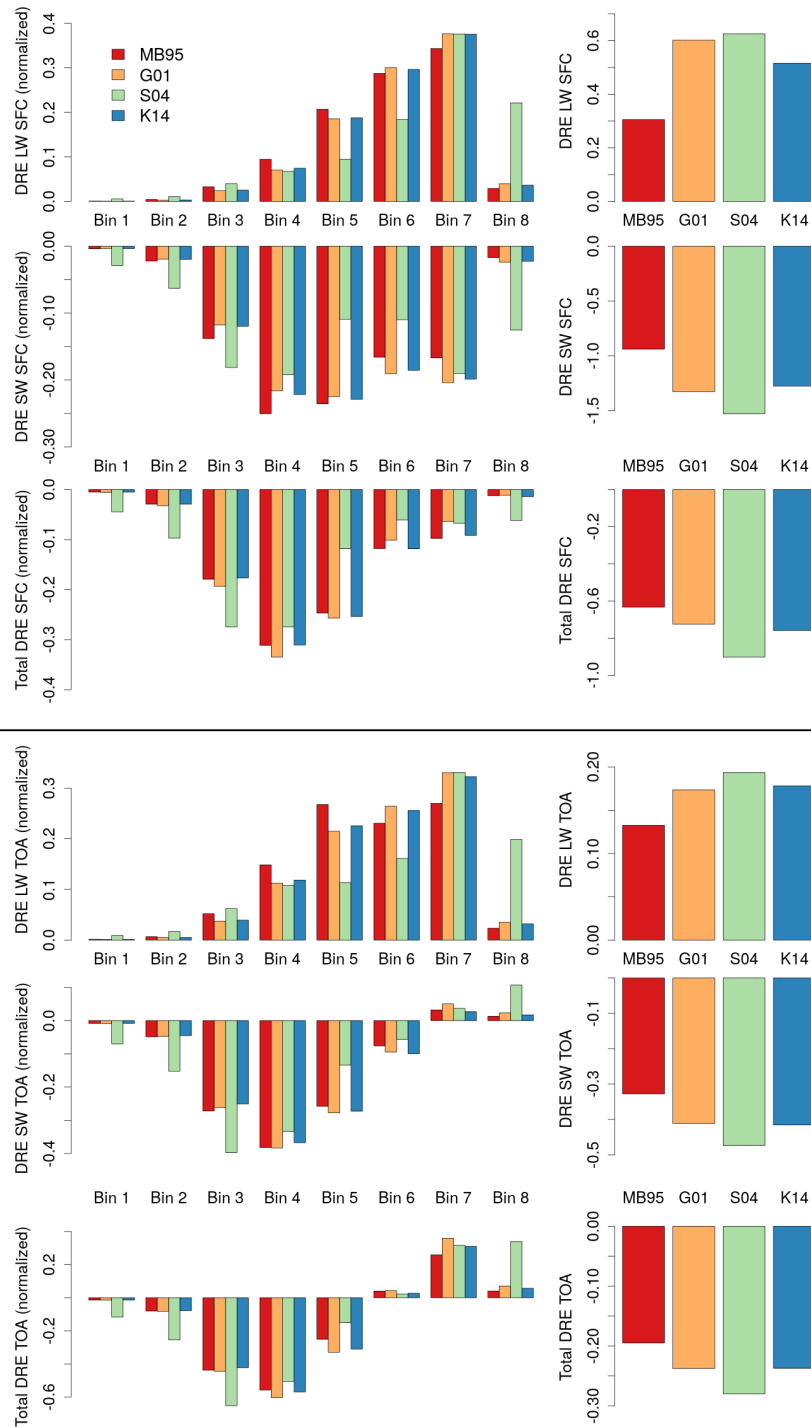 DRE LW SFC (normalized)
0.0 0.1 0.2 0.3 0.4
MB95
G01
S04
K14
DRE LW SFC
0.0 0.2 0.4 0.6
Bin 1 Bin 2 Bin 3 Bin 4 Bin 5 Bin 6 Bin 7 Bin 8
MB95 G01 S04 K14
DRE SW SFC (normalized)
-0.30 -0.20 -0.10 0.00
DRE SW SFC
-1.5 -1.0 -0.5 0.0
Bin 1 Bin 2 Bin 3 Bin 4 Bin 5 Bin 6 Bin 7 Bin 8
MB95 G01 S04 K14
Total DRE SFC (normalized)
-0.4 -0.3 -0.2 -0.1 0.0
Total DRE SFC
-1.0 -0.6 -0.2
DRE LW TOA (normalized)
0.0 0.1 0.2 0.3
DRE LW TOA
0.00 0.10 0.20
Bin 1 Bin 2 Bin 3 Bin 4 Bin 5 Bin 6 Bin 7 Bin 8
MB95 G01 S04 K14
DRE SW TOA (normalized)
-0.4 -0.2 0.0
DRE SW TOA
-0.5 -0.3 -0.1
Bin 1 Bin 2 Bin 3 Bin 4 Bin 5 Bin 6 Bin 7 Bin 8
MB95 G01 S04 K14
Total DRE TOA (normalized)
-0.6 -0.2 0.2
Total DRE TOA
-0.30 -0.20 -0.10 0.00